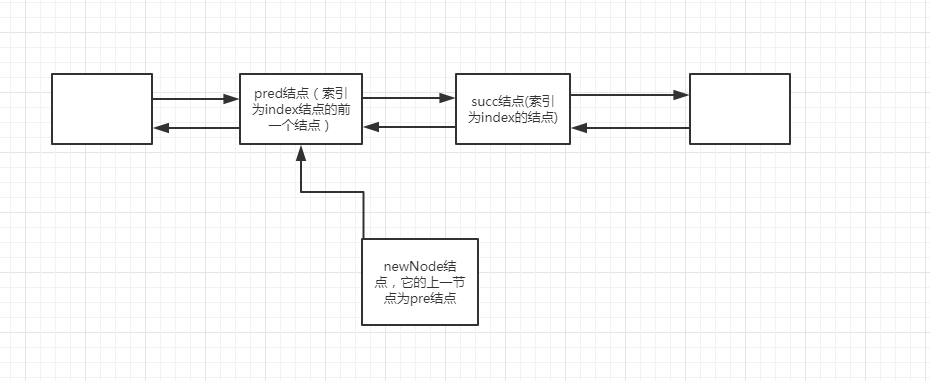 pred结点（索引
为index结点的前
一个结点）
succ结点(索引
为index的结点)
newNode结
点，它的上一节
点为pre结点